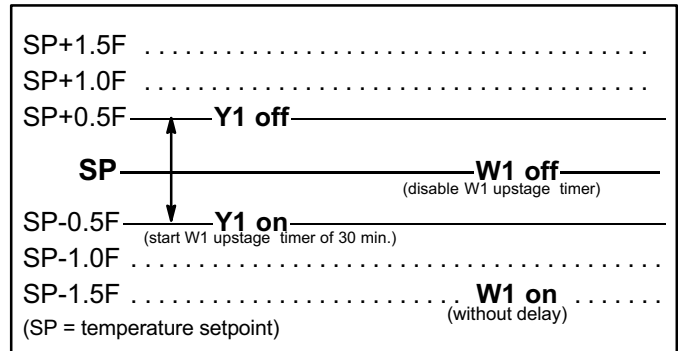 SP+1.5F ......................................
SP+1.0F ......................................
SP+0.5F Y1 off
SP W1 off
(disable W1 upstage timer)
SP-0.5F Y1 on
(start W1 upstage timer of 30 min.)
SP-1.0F ......................................
SP-1.5F ........................ W1 on ......
(without delay)
(SP = temperature setpoint)